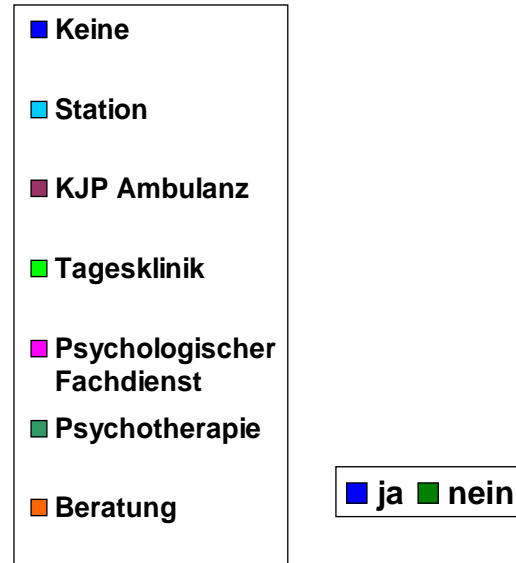 Keine
Station
KJP Ambulanz
Tagesklinik
Psychologischer
Fachdienst
Psychotherapie
Beratung
ja nein